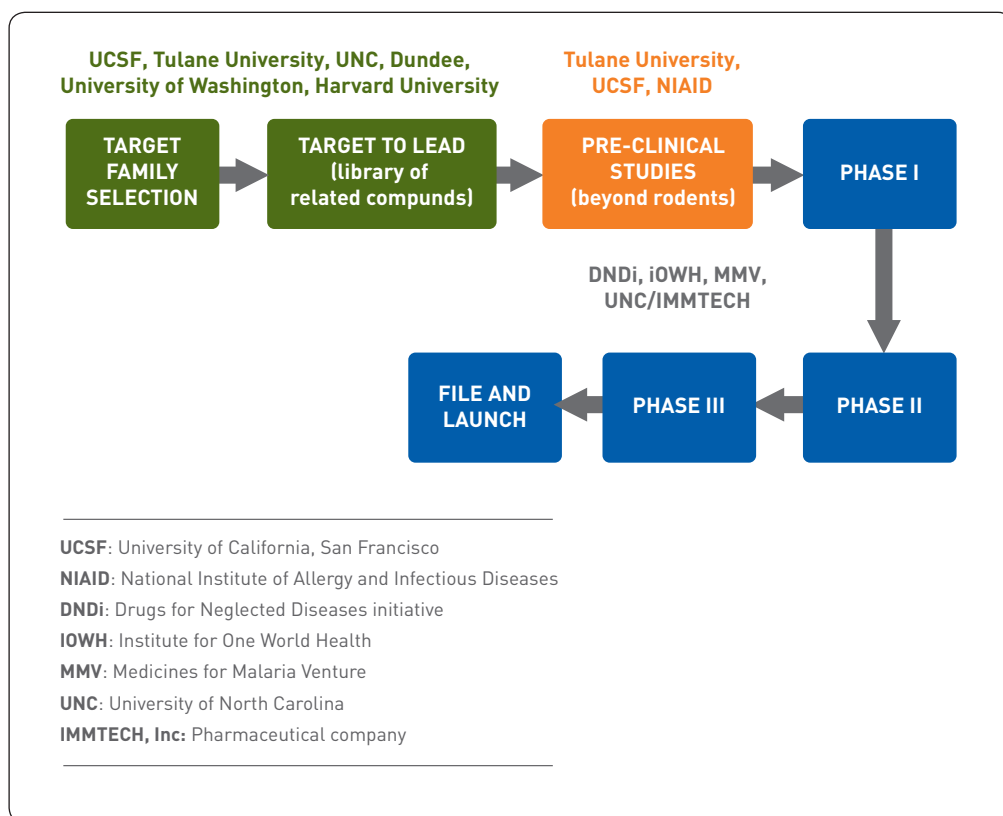 UCSF, Tulane University, UNC, Dundee,
University of Washington, Harvard University
Tulane University,
UCSF, NIAID
TARGET
FAMILY
SELECTION
TARGET TO LEAD
(library of
related compunds)
PRE-CLINICAL
STUDIES
(beyond rodents)
PHASE I
DNDi, iOWH, MMV,
UNC/IMMTECH
FILE AND
LAUNCH
PHASE III
PHASE II
UCSF: University of California, San Francisco
NIAID: National Institute of Allergy and Infectious Diseases
DNDi: Drugs for Neglected Diseases initiative
IOWH: Institute for One World Health
MMV: Medicines for Malaria Venture
UNC: University of North Carolina
IMMTECH, Inc: Pharmaceutical company